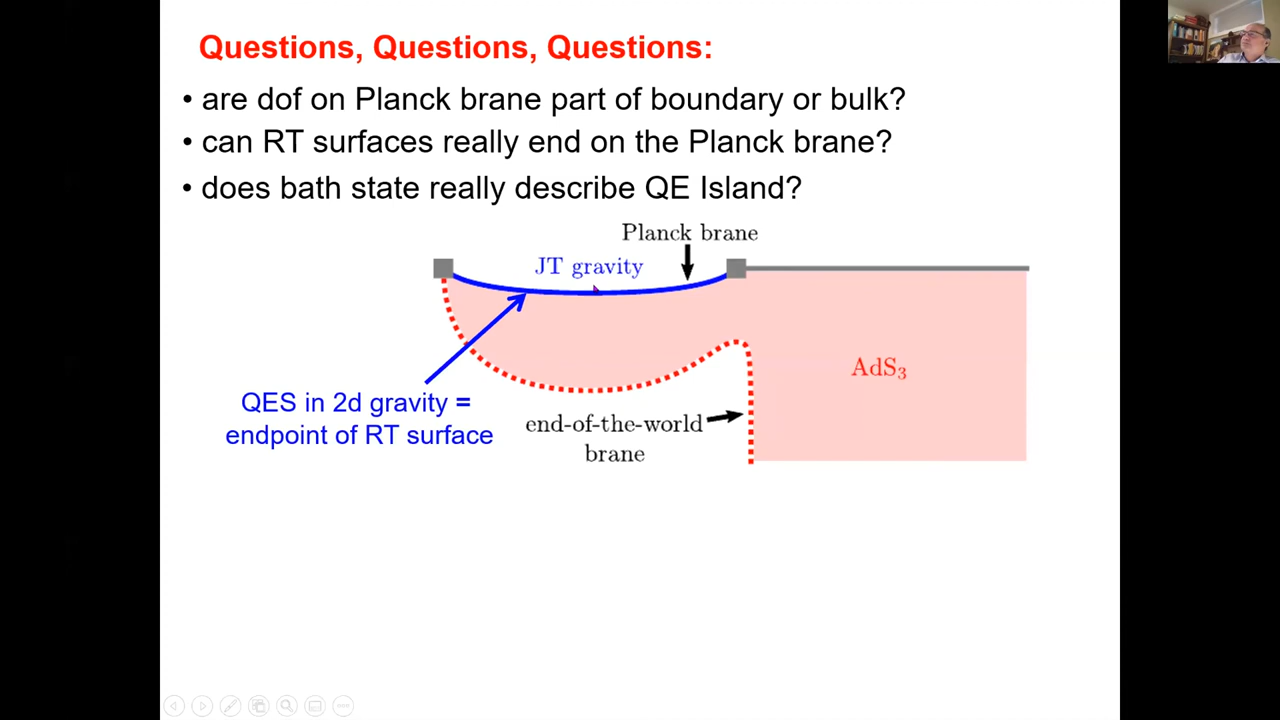 Questions, Questions, Questions:
• are dof on Planck brane part of boundary or bulk?
• can RT surfaces really end on the Planck brane?
• does bath state really describe QE Island?
Planck brane
JT gravity
AdS₃
QES in 2d gravity =
endpoint of RT surface
end-of-the-world
brane